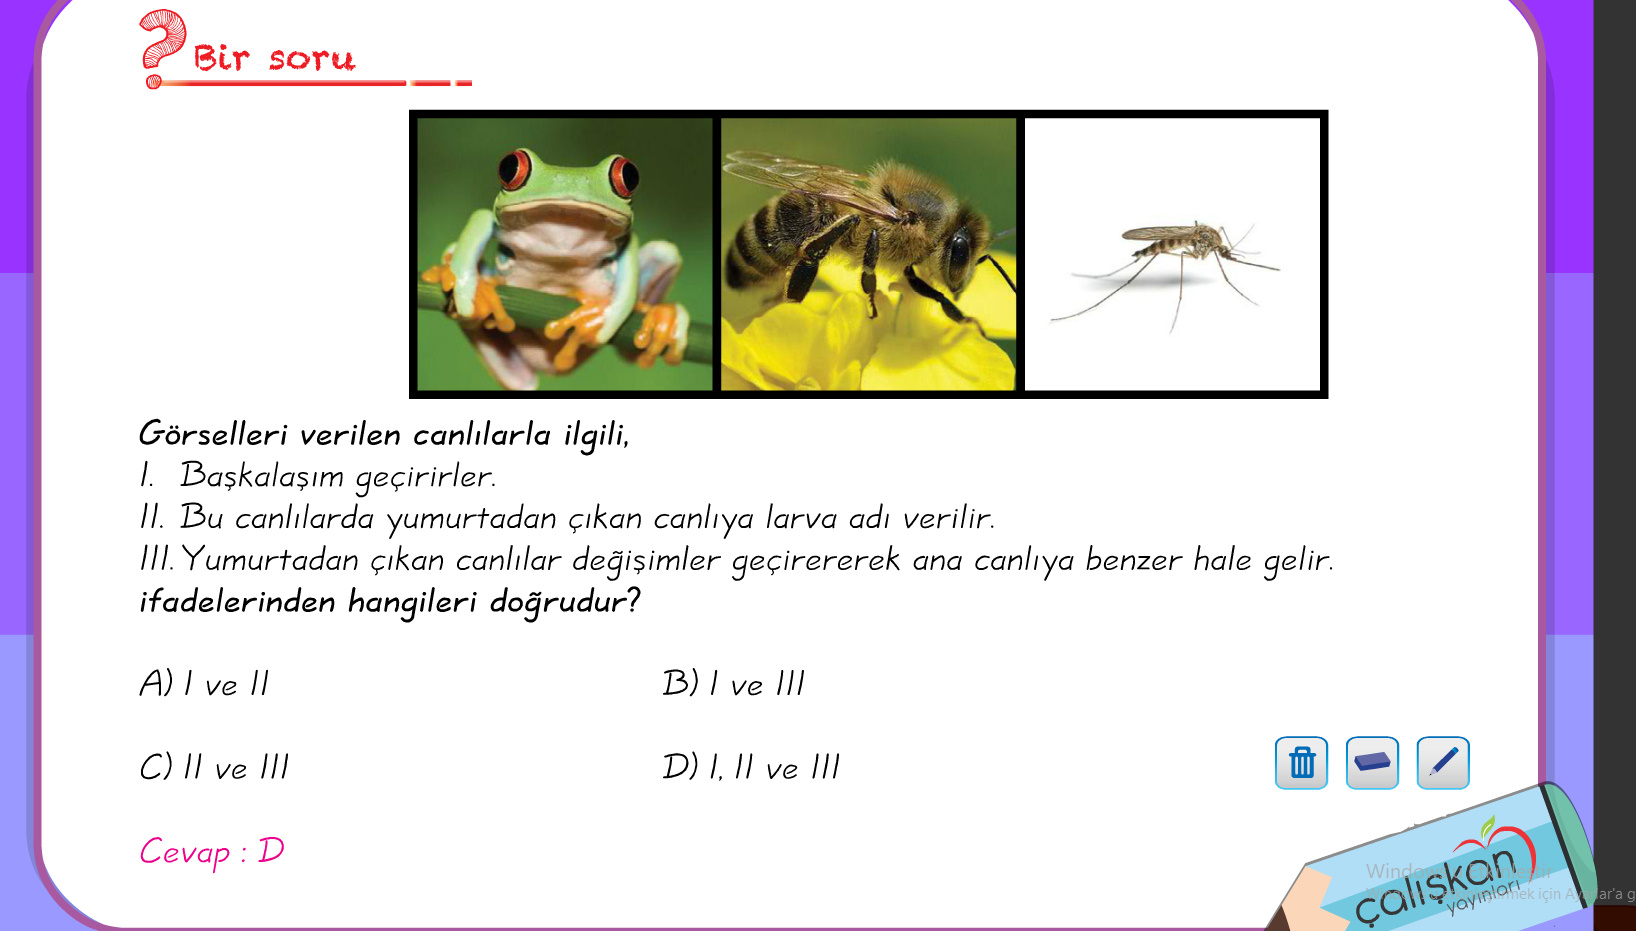 Bir soru
Görselleri verilen canlılarla ilgili,
I. Başkalaşım geçirirler.
II. Bu canlılarda yumurtadan çıkan canlıya larva adı verilir.
III. Yumurtadan çıkan canlılar değişimler geçirererek ana canlıya benzer hale gelir.
ifadelerinden hangileri doğrudur?
A) I ve II
B) I ve III
C) II ve III
D) I, II ve III
Cevap : D
çalışkan
yayınları